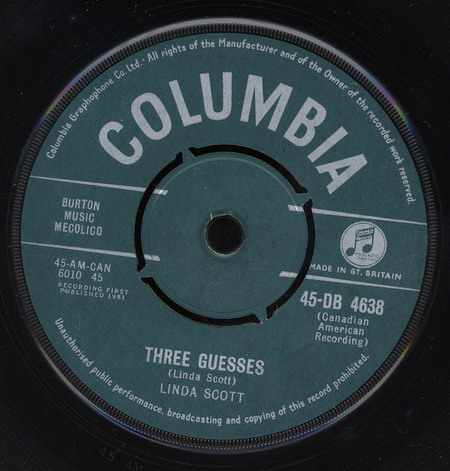 Columbia Graphophone Co. Ltd.· All rights of the Manufacturer and of the Owner of the recorded work reserved.
COLUMBIA
BURTON
MUSIC
MECOLICO
45-AM-CAN
6010 45
RECORDING FIRST
PUBLISHED 1961
MADE IN GT. BRITAIN
45-DB 4638
(Canadian
American
Recording)
THREE GUESSES
(Linda Scott)
LINDA SCOTT
Unauthorised public performance, broadcasting and copying of this record prohibited.